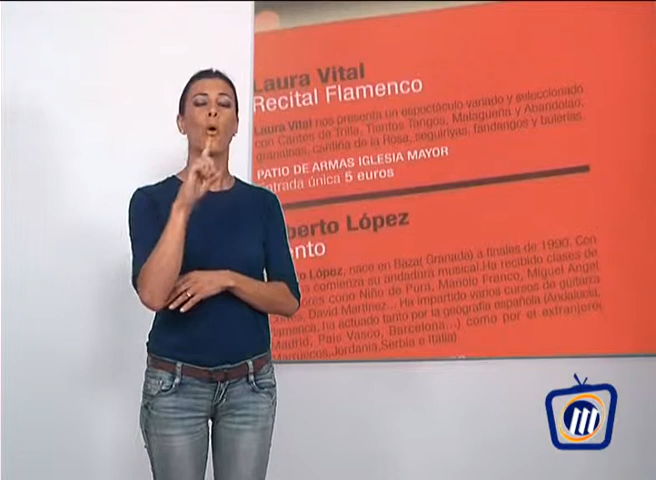 Laura Vital
Recital Flamenco
Laura Vital nos presenta un espectáculo variado y seleccionado
con Cantes de Trilla, Tientos Tangos, Malagueña y Abandolao,
granaínas, cantiña de la Rosa, seguiriyas, fandangos y bulerías.
PATIO DE ARMAS IGLESIA MAYOR
entrada única 5 euros
berto López
nto
López, nace en Baza( Granada) a finales de 1990. Con
comienza su andadura musical.Ha recibido clases de
como Niño de Pura, Manolo Franco, Miguel Angel
Cortés, David Martínez .. Ha impartido varios cursos de guitarra
flamenca,ha actuado tanto por la geografía española (Andalucía,
Madrid, País Vasco, Barcelona...) como por el extranjero(
Marruecos,Jordania,Serbia e Italia)
m